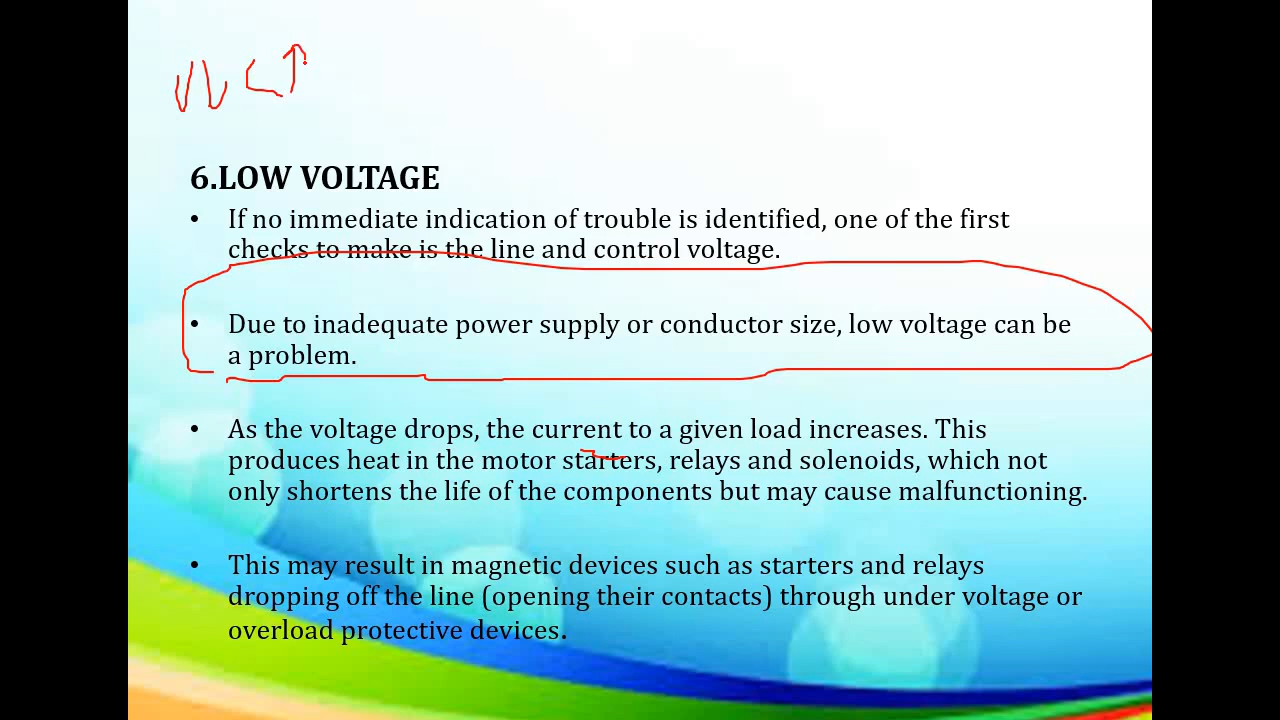 6.LOW VOLTAGE
• If no immediate indication of trouble is identified, one of the first
checks to make is the line and control voltage.
• Due to inadequate power supply or conductor size, low voltage can be
a problem.
• As the voltage drops, the current to a given load increases. This
produces heat in the motor starters, relays and solenoids, which not
only shortens the life of the components but may cause malfunctioning.
• This may result in magnetic devices such as starters and relays
dropping off the line (opening their contacts) through under voltage or
overload protective devices.